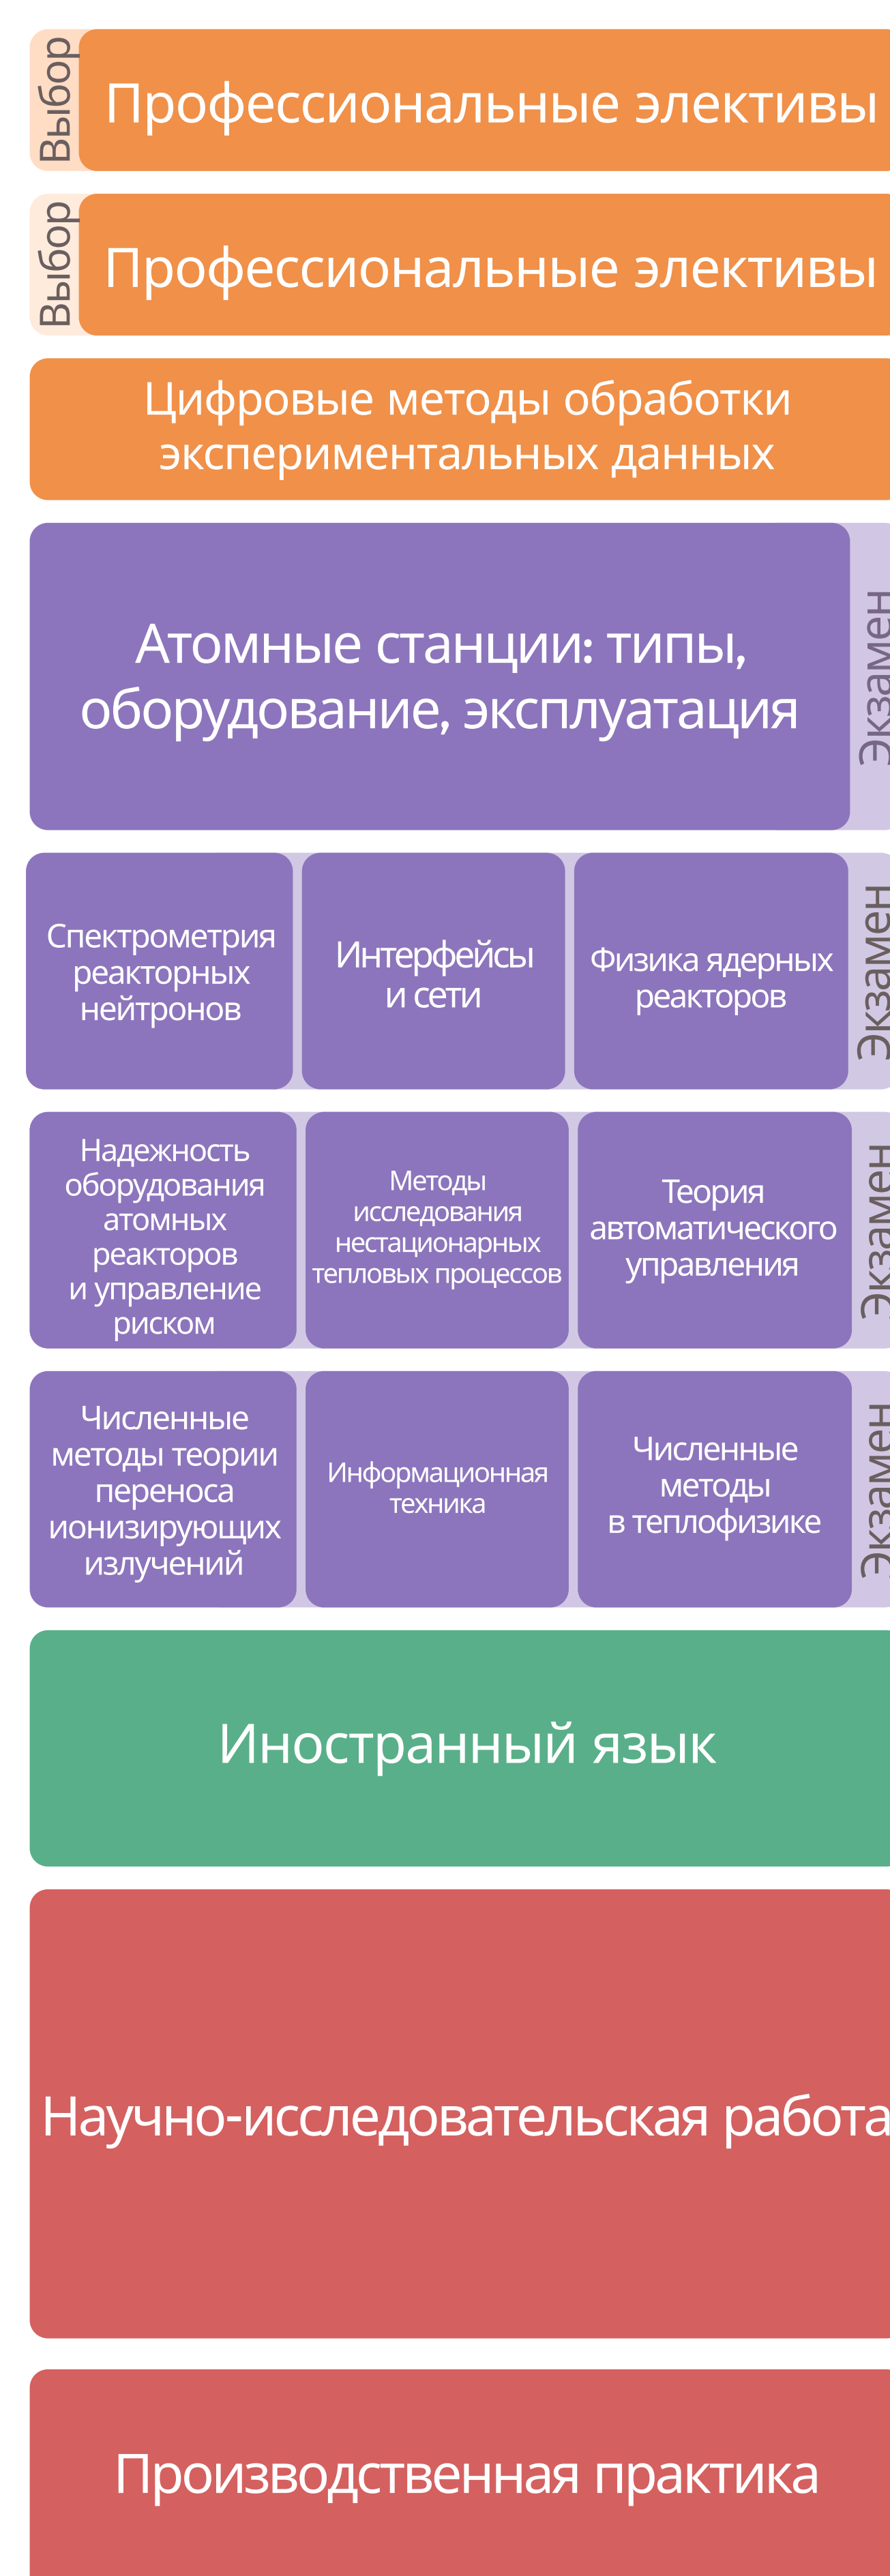 Выбор
Профессиональные элективы
Выбор
Профессиональные элективы
Цифровые методы обработки
экспериментальных данных
Атомные станции: типы,
оборудование, эксплуатация
Экзамен
Спектрометрия
реакторных
нейтронов
Интерфейсы
и сети
Физика ядерных
реакторов
Экзамен
Надежность
оборудования
атомных
реакторов
и управление
риском
Методы
исследования
нестационарных
тепловых процессов
Теория
автоматического
управления
Экзамен
Численные
методы теории
переноса
ионизирующих
излучений
Информационная
техника
Численные
методы
в теплофизике
Экзамен
Иностранный язык
Научно-исследовательская работа
Производственная практика